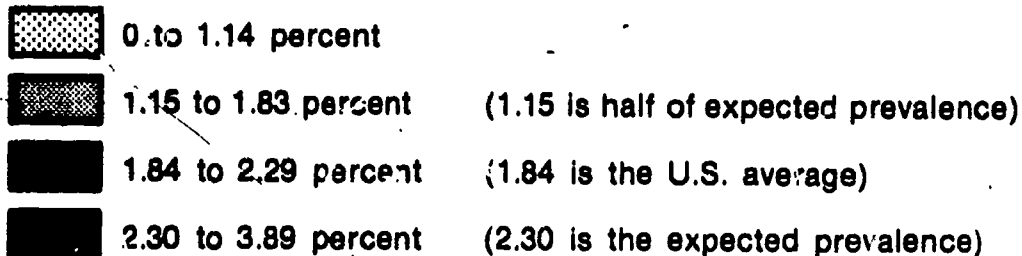 0 to 1.14 percent
1.15 to 1.83 percent (1.15 is half of expected prevalence)
1.84 to 2.29 percent (1.84 is the U.S. average)
2.30 to 3.89 percent (2.30 is the expected prevalence)